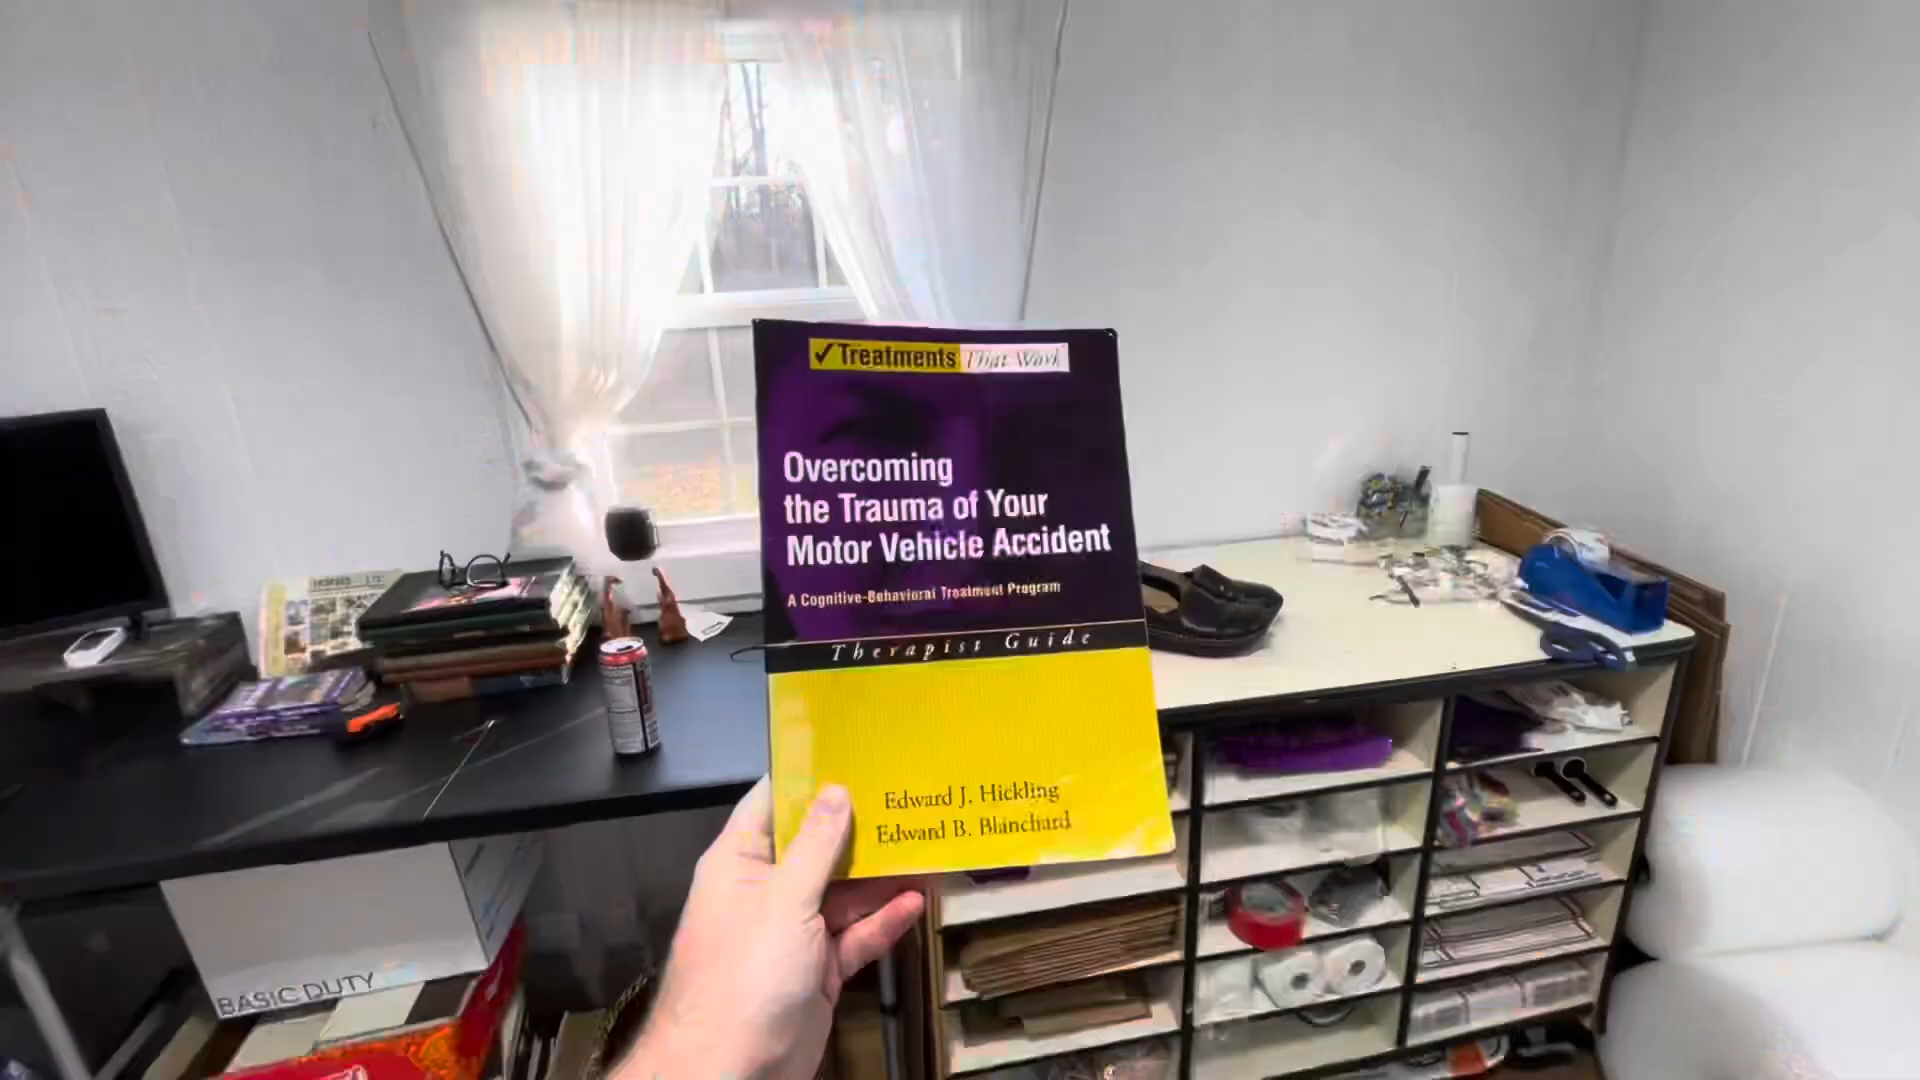 ✓Treatments That Work
Overcoming
the Trauma of Your
Motor Vehicle Accident
A Cognitive-Behavioral Treatment Program
Therapist Guide
Edward J. Hickling
Edward B. Blanchard
BASIC DUTY